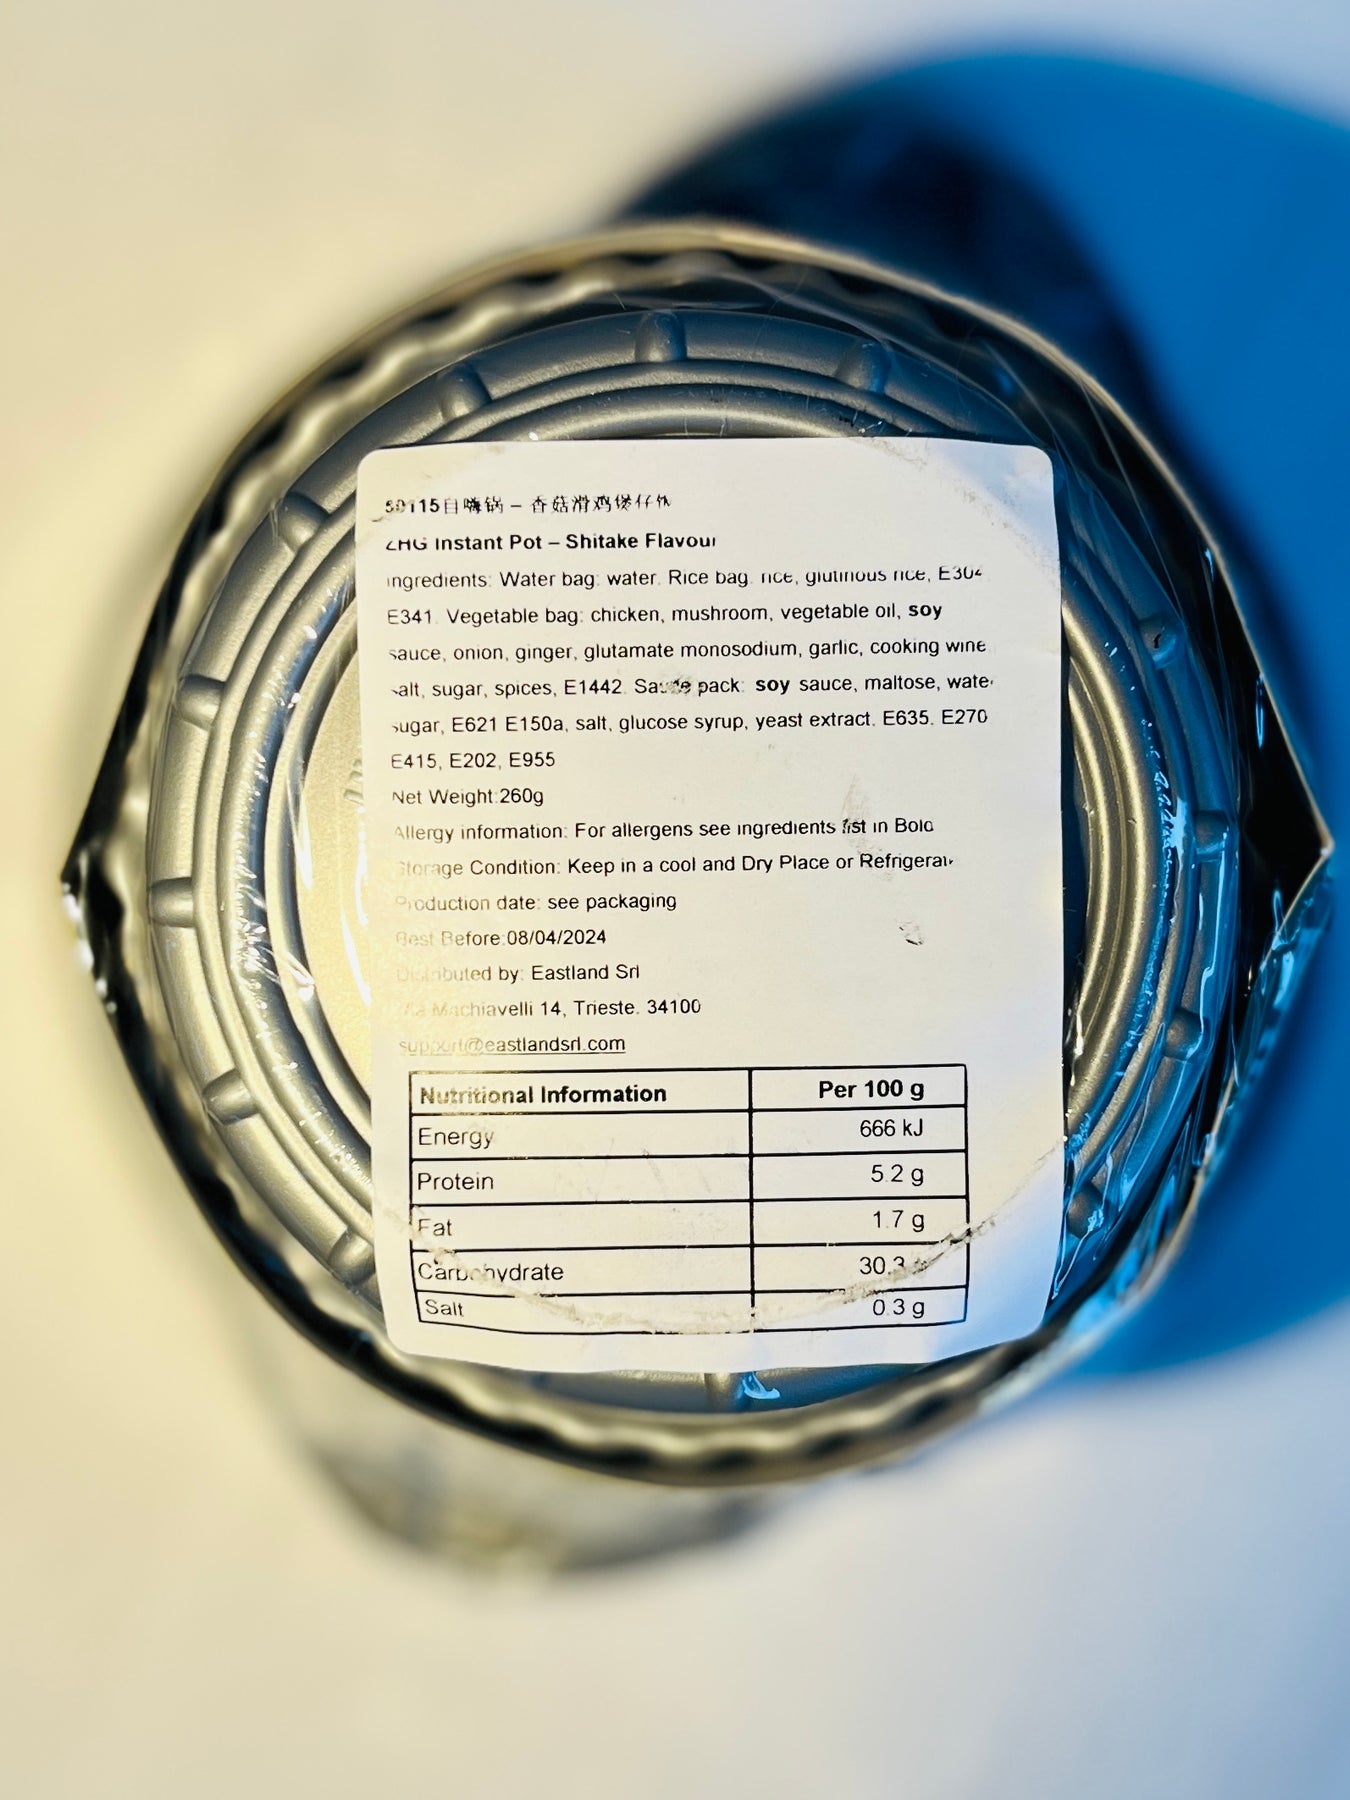 自嗨锅 – 香菇滑鸡煲仔饭
ZHG Instant Pot – Shitake Flavour
Ingredients: Water bag: water. Rice bag: rice, glutinous rice, E304
E341. Vegetable bag: chicken, mushroom, vegetable oil, soy
sauce, onion, ginger, glutamate monosodium, garlic, cooking wine
salt, sugar, spices, E1442. Sauce pack: soy sauce, maltose, water
sugar, E621 E150a, salt, glucose syrup, yeast extract. E635. E270
E415, E202, E955
Net Weight:260g
Allergy information: For allergens see ingredients list in Bold
Storage Condition: Keep in a cool and Dry Place or Refrigerate
Production date: see packaging
Best Before:08/04/2024
Distributed by: Eastland Srl
Via Machiavelli 14, Trieste. 34100
support@eastlandsrl.com
Nutritional Information Per 100 g
Energy 666 kJ
Protein 5.2 g
Fat 1.7 g
Carbohydrate 30.3
Salt 0.3 g